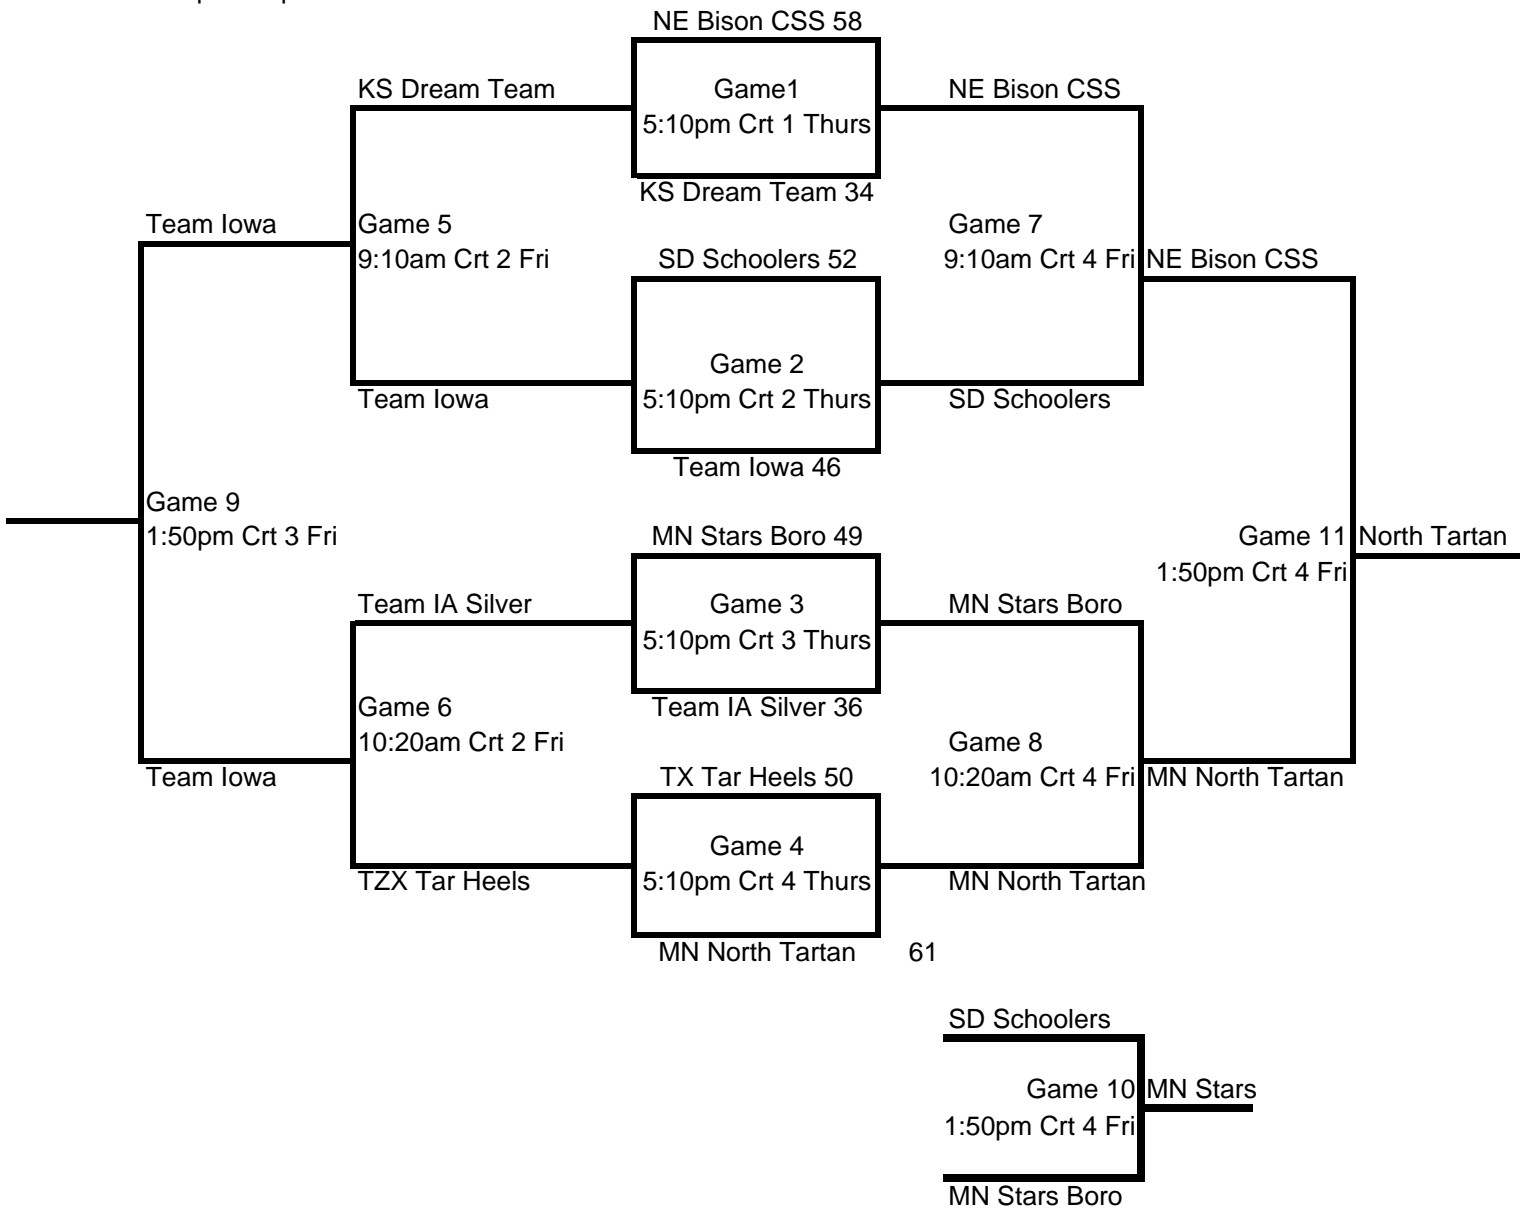 NE Bison CSS 58
KS Dream Team
Game1
NE Bison CSS
5:10pm Crt 1 Thurs
KS Dream Team 34
Team Iowa
Game 5
Game 7
9:10am Crt 2 Fri
SD Schoolers 52
9:10am Crt 4 Fri
NE Bison CSS
Game 2
Team Iowa
5:10pm Crt 2 Thurs
SD Schoolers
Team Iowa 46
Game 9
1:50pm Crt 3 Fri
MN Stars Boro 49
Game 11
North Tartan
1:50pm Crt 4 Fri
Team IA Silver
Game 3
MN Stars Boro
5:10pm Crt 3 Thurs
Game 6
Team IA Silver 36
10:20am Crt 2 Fri
Game 8
Team Iowa
TX Tar Heels 50
10:20am Crt 4 Fri
MN North Tartan
Game 4
TZX Tar Heels
5:10pm Crt 4 Thurs
MN North Tartan
MN North Tartan 61
SD Schoolers
Game 10
MN Stars
1:50pm Crt 4 Fri
MN Stars Boro